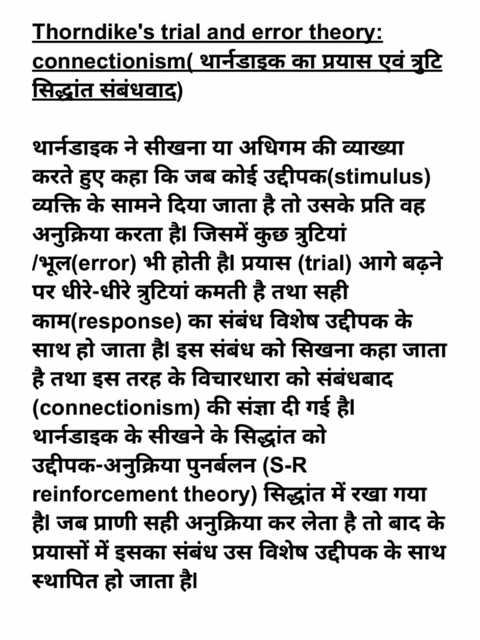 Thorndike's trial and error theory:
connectionism( थार्नडाइक का प्रयास एवं त्रुटि
सिद्धांत संबंधवाद)
थार्नडाइक ने सीखना या अधिगम की व्याख्या
करते हुए कहा कि जब कोई उद्दीपक(stimulus)
व्यक्ति के सामने दिया जाता है तो उसके प्रति वह
अनुक्रिया करता है। जिसमें कुछ त्रुटियां
/भूल(error) भी होती है। प्रयास (trial) आगे बढ़ने
पर धीरे-धीरे त्रुटियां कमती है तथा सही
काम(response) का संबंध विशेष उद्दीपक के
साथ हो जाता है। इस संबंध को सिखना कहा जाता
है तथा इस तरह के विचारधारा को संबंधबाद
(connectionism) की संज्ञा दी गई है।
थार्नडाइक के सीखने के सिद्धांत को
उद्दीपक-अनुक्रिया पुनर्बलन (S-R
reinforcement theory) सिद्धांत में रखा गया
है। जब प्राणी सही अनुक्रिया कर लेता है तो बाद के
प्रयासों में इसका संबंध उस विशेष उद्दीपक के साथ
स्थापित हो जाता है।